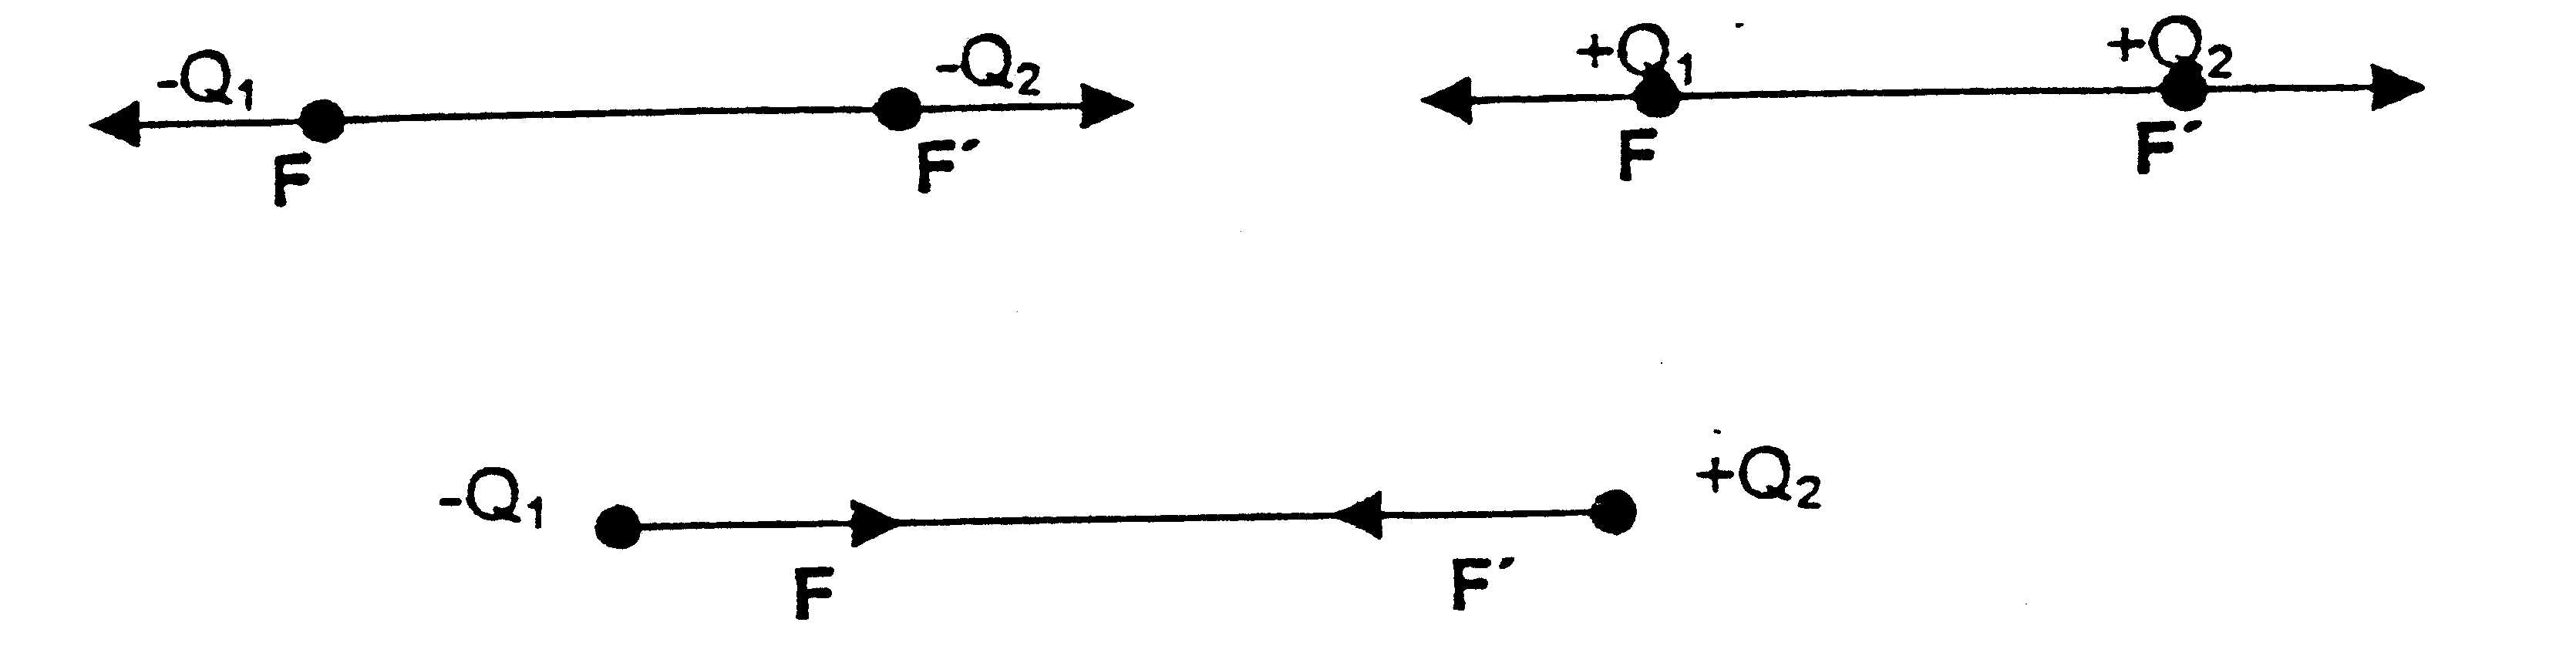 -Q₁ -Q₂ +Q₁ +Q₂
F F´ F F´
-Q₁ +Q₂
F F´